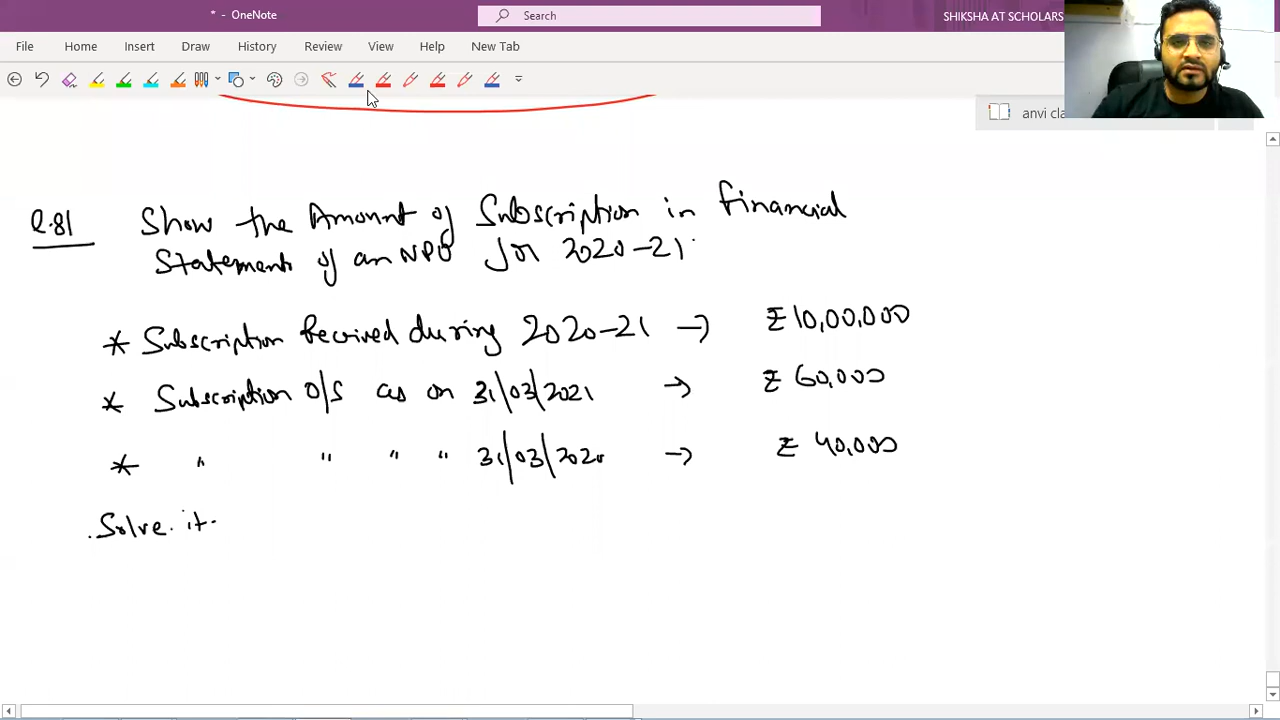 * - OneNote
Search
SHIKSHA AT SCHOLARS
File Home Insert Draw History Review View Help New Tab
anvi cla
Q.81 Show the Amount of Subscription in financial
Statements of an NPO for 2020-21.
* Subscription Received during 2020-21 → ₹ 10,00,000
* Subscription O/S as on 31/03/2021 → ₹ 60,000
* " " " " 31/03/2020 → ₹ 40,000
Solve it.